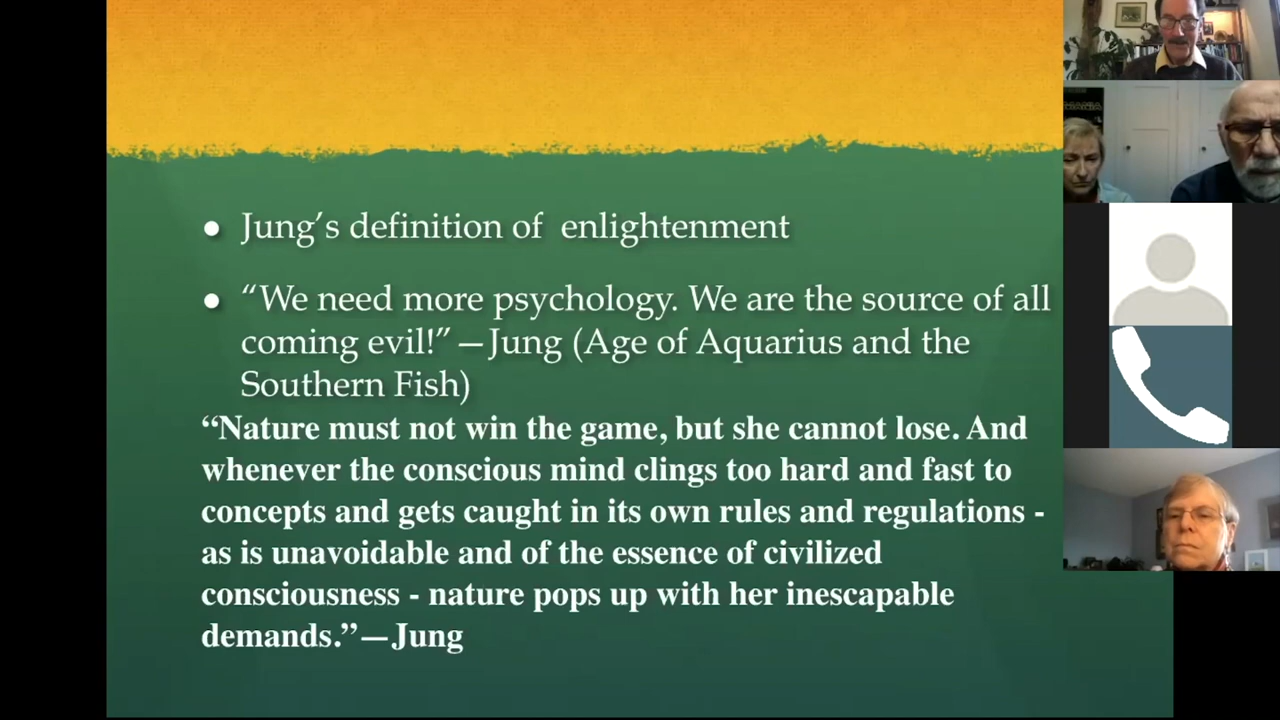 ● Jung’s definition of  enlightenment
● “We need more psychology. We are the source of all
coming evil!”—Jung (Age of Aquarius and the
Southern Fish)
“Nature must not win the game, but she cannot lose. And
whenever the conscious mind clings too hard and fast to
concepts and gets caught in its own rules and regulations -
as is unavoidable and of the essence of civilized
consciousness - nature pops up with her inescapable
demands.”—Jung